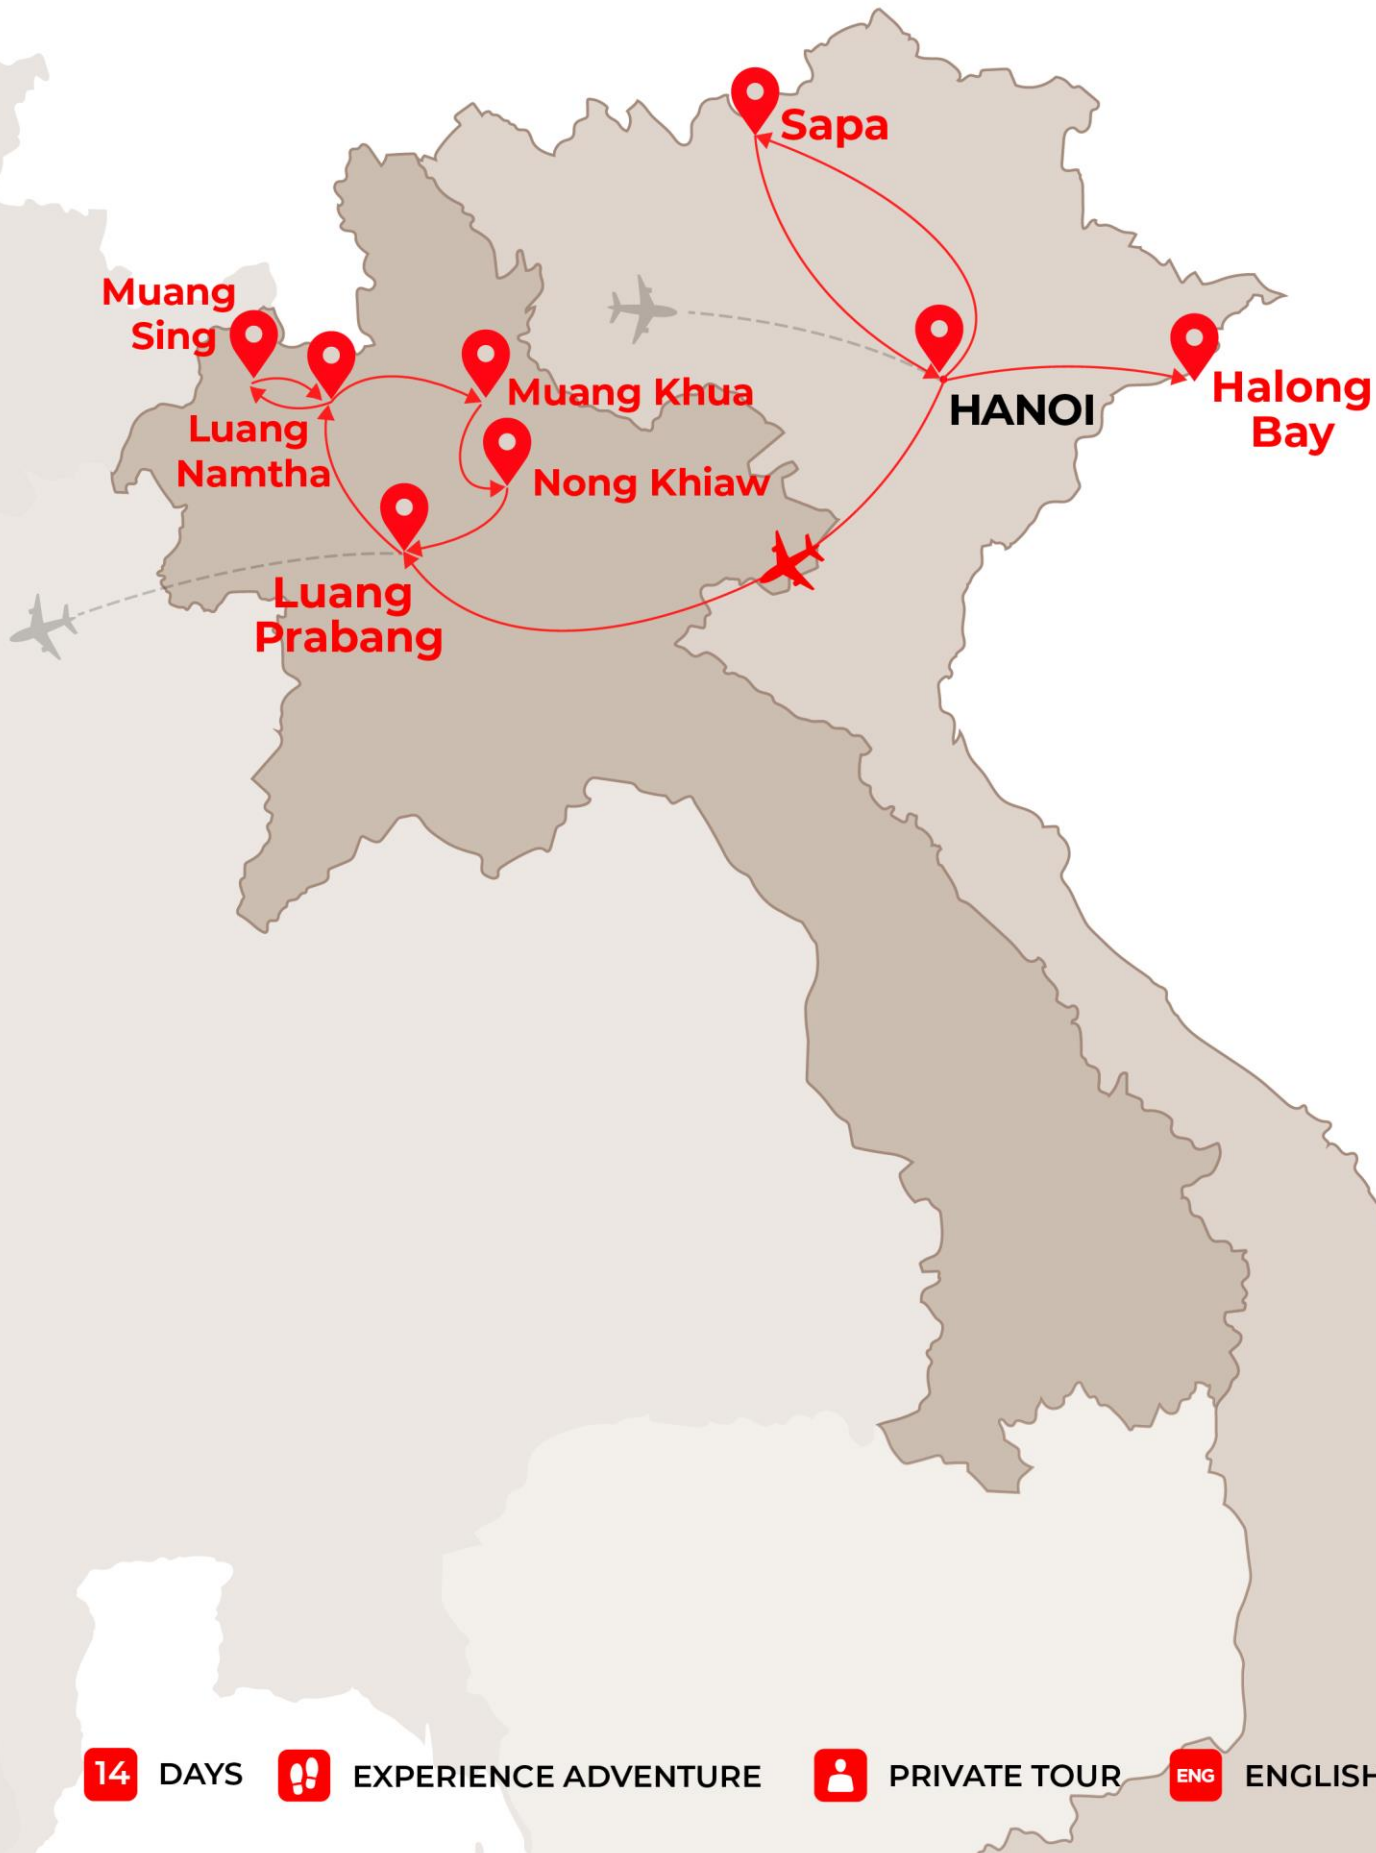 Sapa
Muang
Sing
Muang Khua
Halong
Bay
HANOI
Luang
Namtha
Nong Khiaw
Luang
Prabang
14 DAYS
EXPERIENCE ADVENTURE
PRIVATE TOUR
ENG ENGLISH